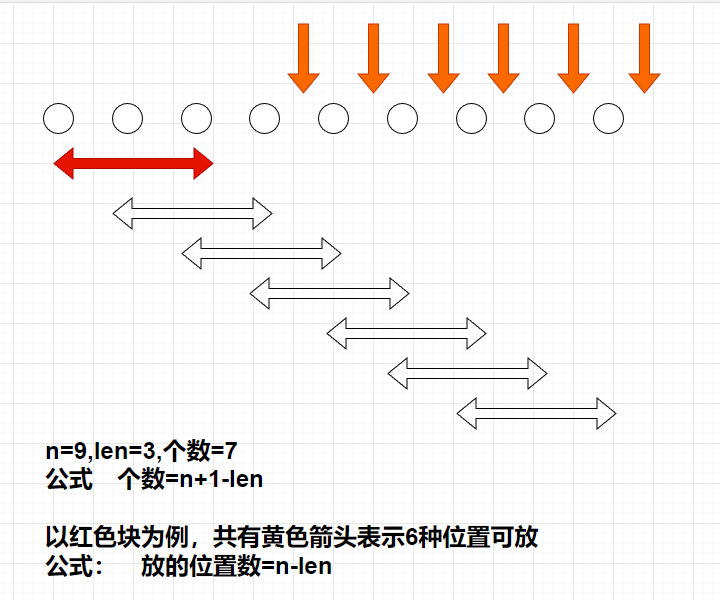 n=9,len=3,个数=7
公式 个数=n+1-len
以红色块为例，共有黄色箭头表示6种位置可放
公式： 放的位置数=n-len